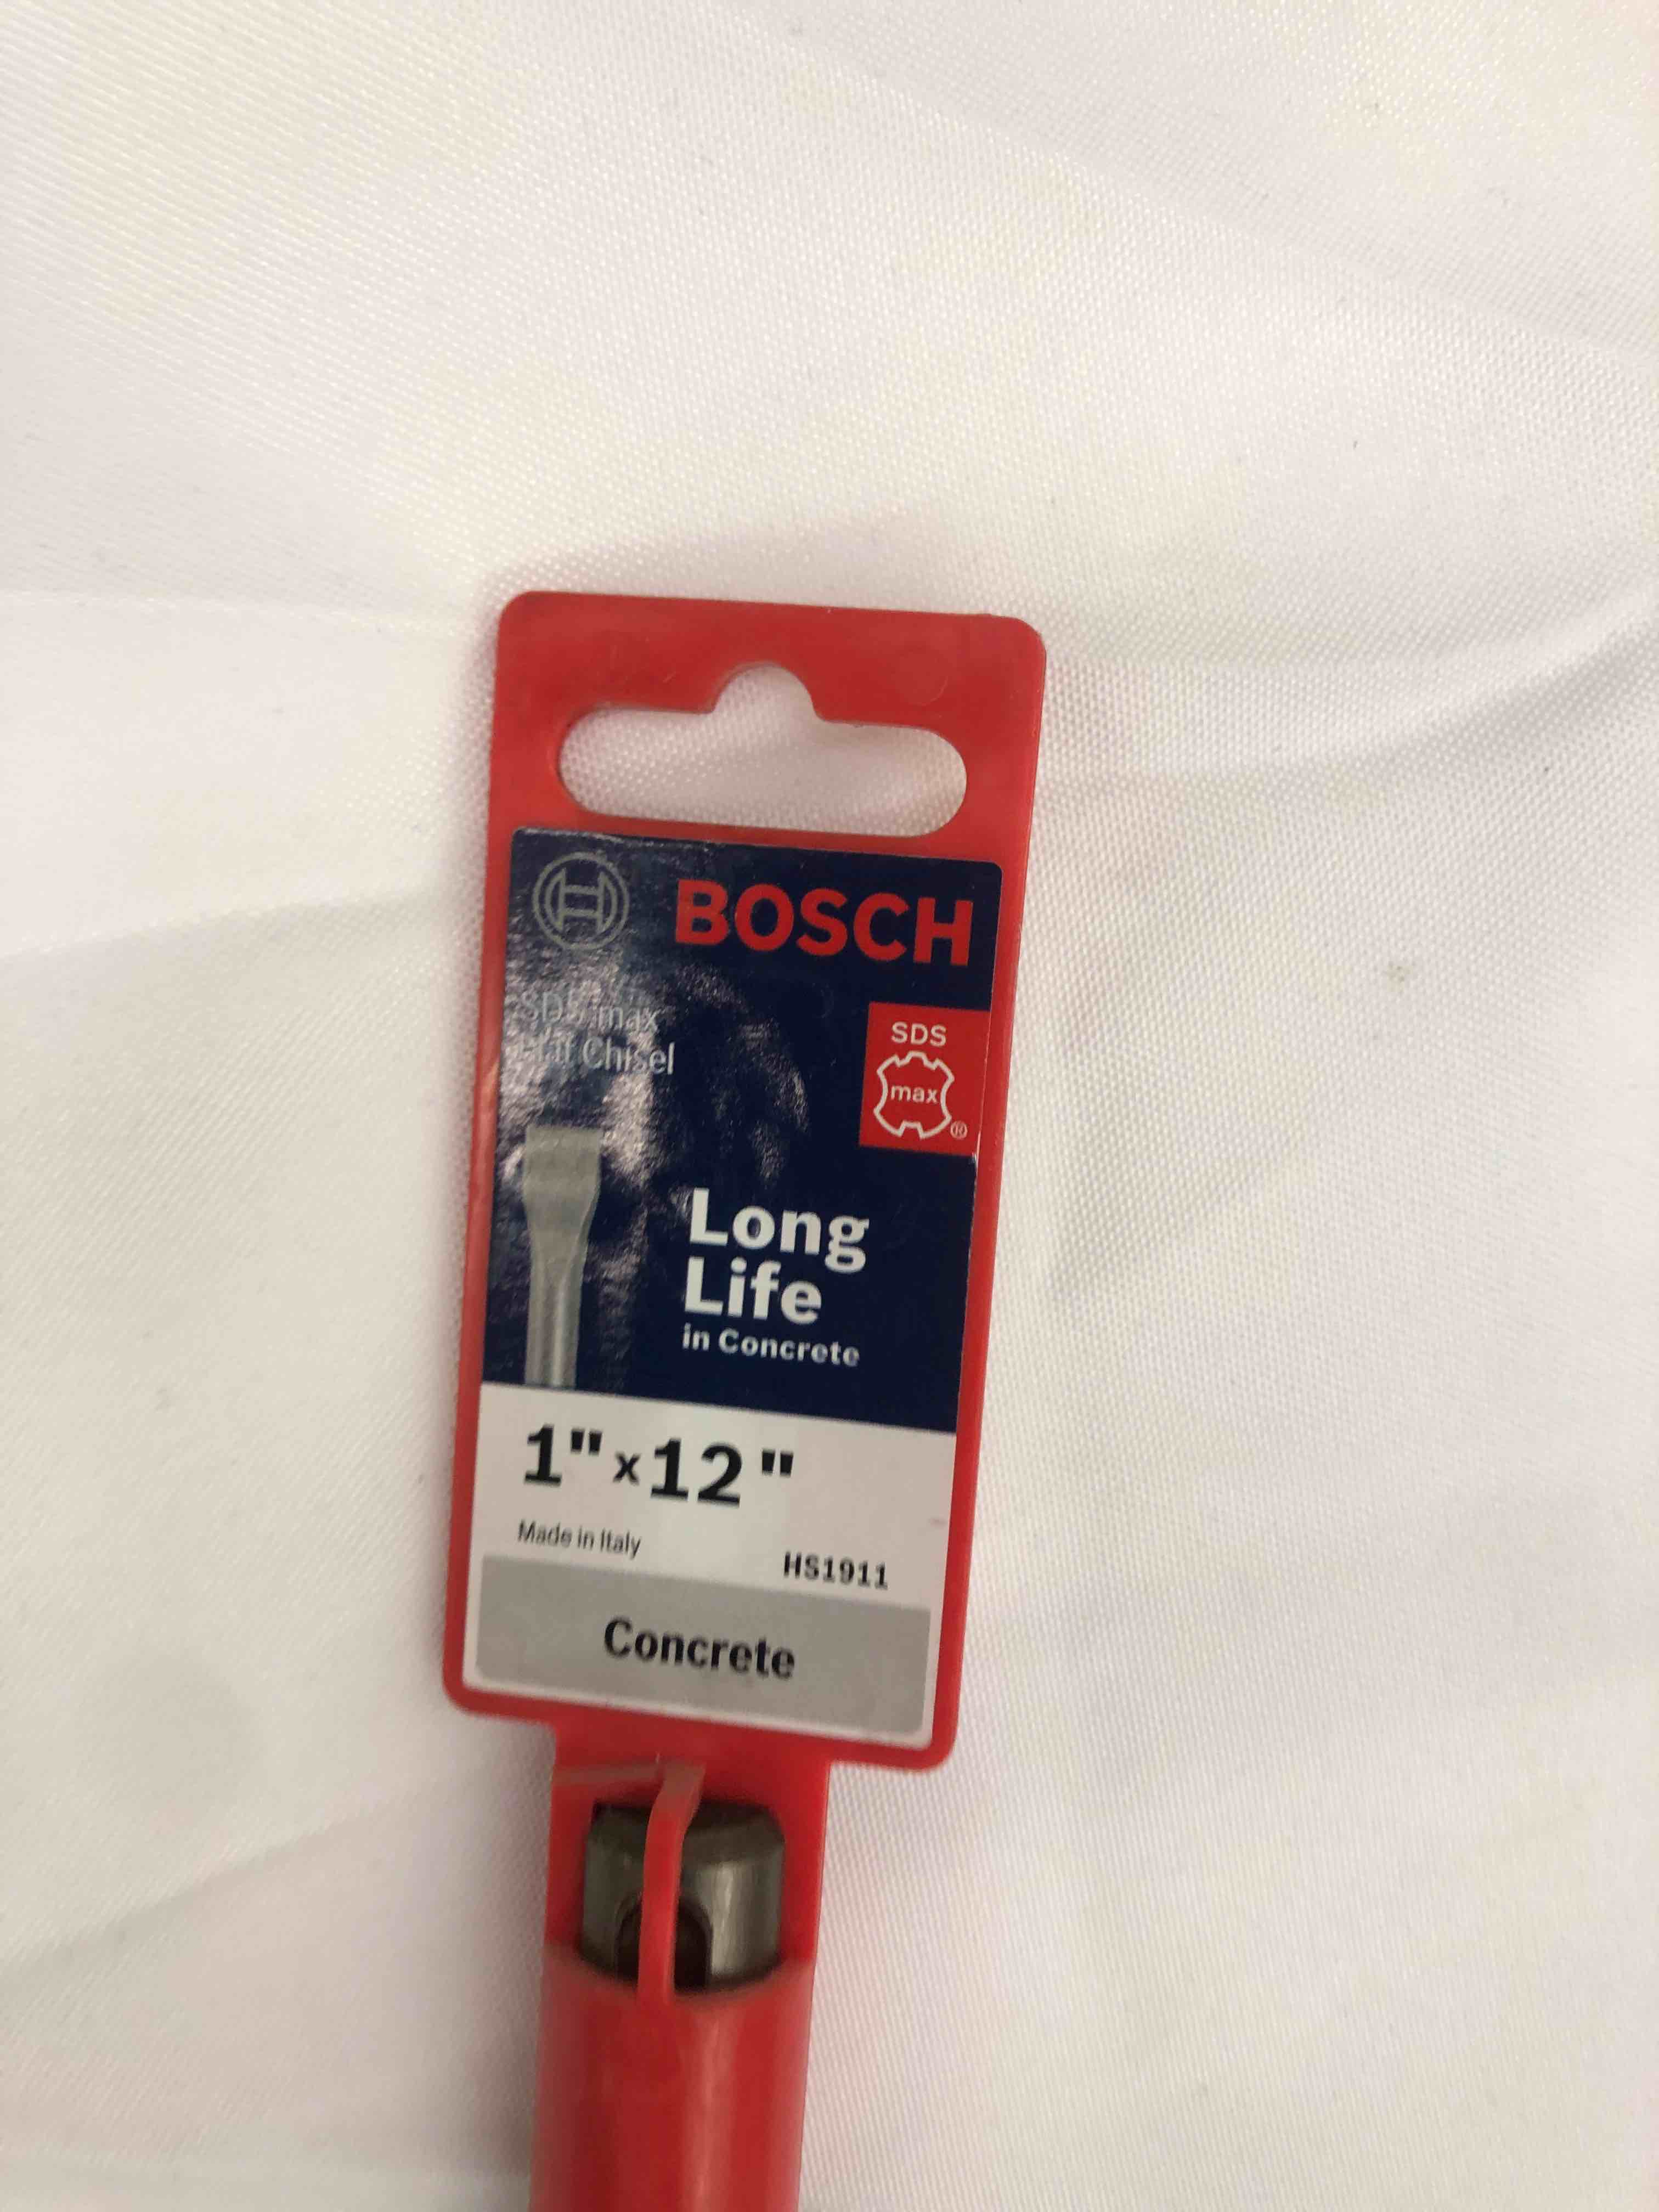 BOSCH
SDS max
Flat Chisel
SDS
max
®
Long
Life
in Concrete
1" x 12"
Made in Italy
HS1911
Concrete